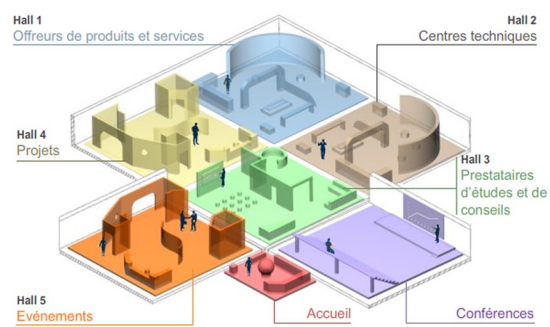 Hall 1
Offreurs de produits et services
Hall 2
Centres techniques
Hall 4
Projets
Hall 3
Prestataires
d'études et de
conseils
Hall 5
Evénements
Accueil
Conférences